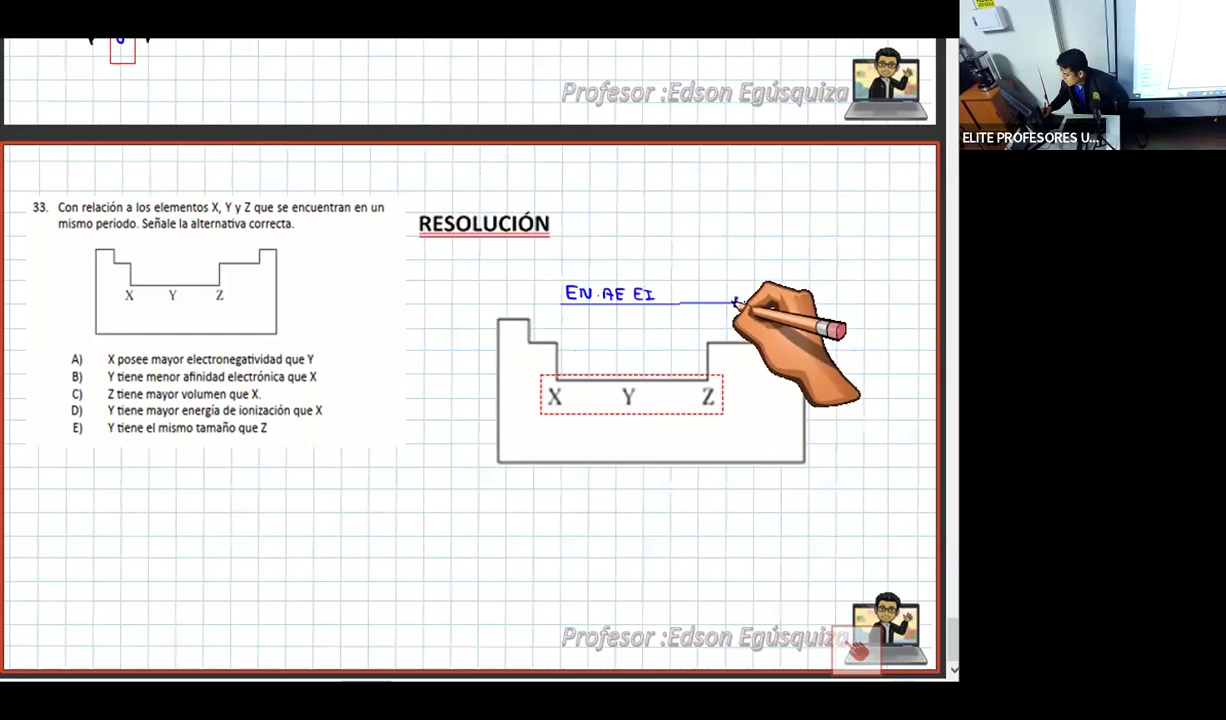 Profesor :Edson Egúsquiza
ELITE PROFESORES U...
33. Con relación a los elementos X, Y y Z que se encuentran en un
mismo periodo. Señale la alternativa correcta.
X Y Z
A) X posee mayor electronegatividad que Y
B) Y tiene menor afinidad electrónica que X
C) Z tiene mayor volumen que X.
D) Y tiene mayor energía de ionización que X
E) Y tiene el mismo tamaño que Z
RESOLUCIÓN
EN. AE EI
X Y Z
Profesor :Edson Egúsquiza